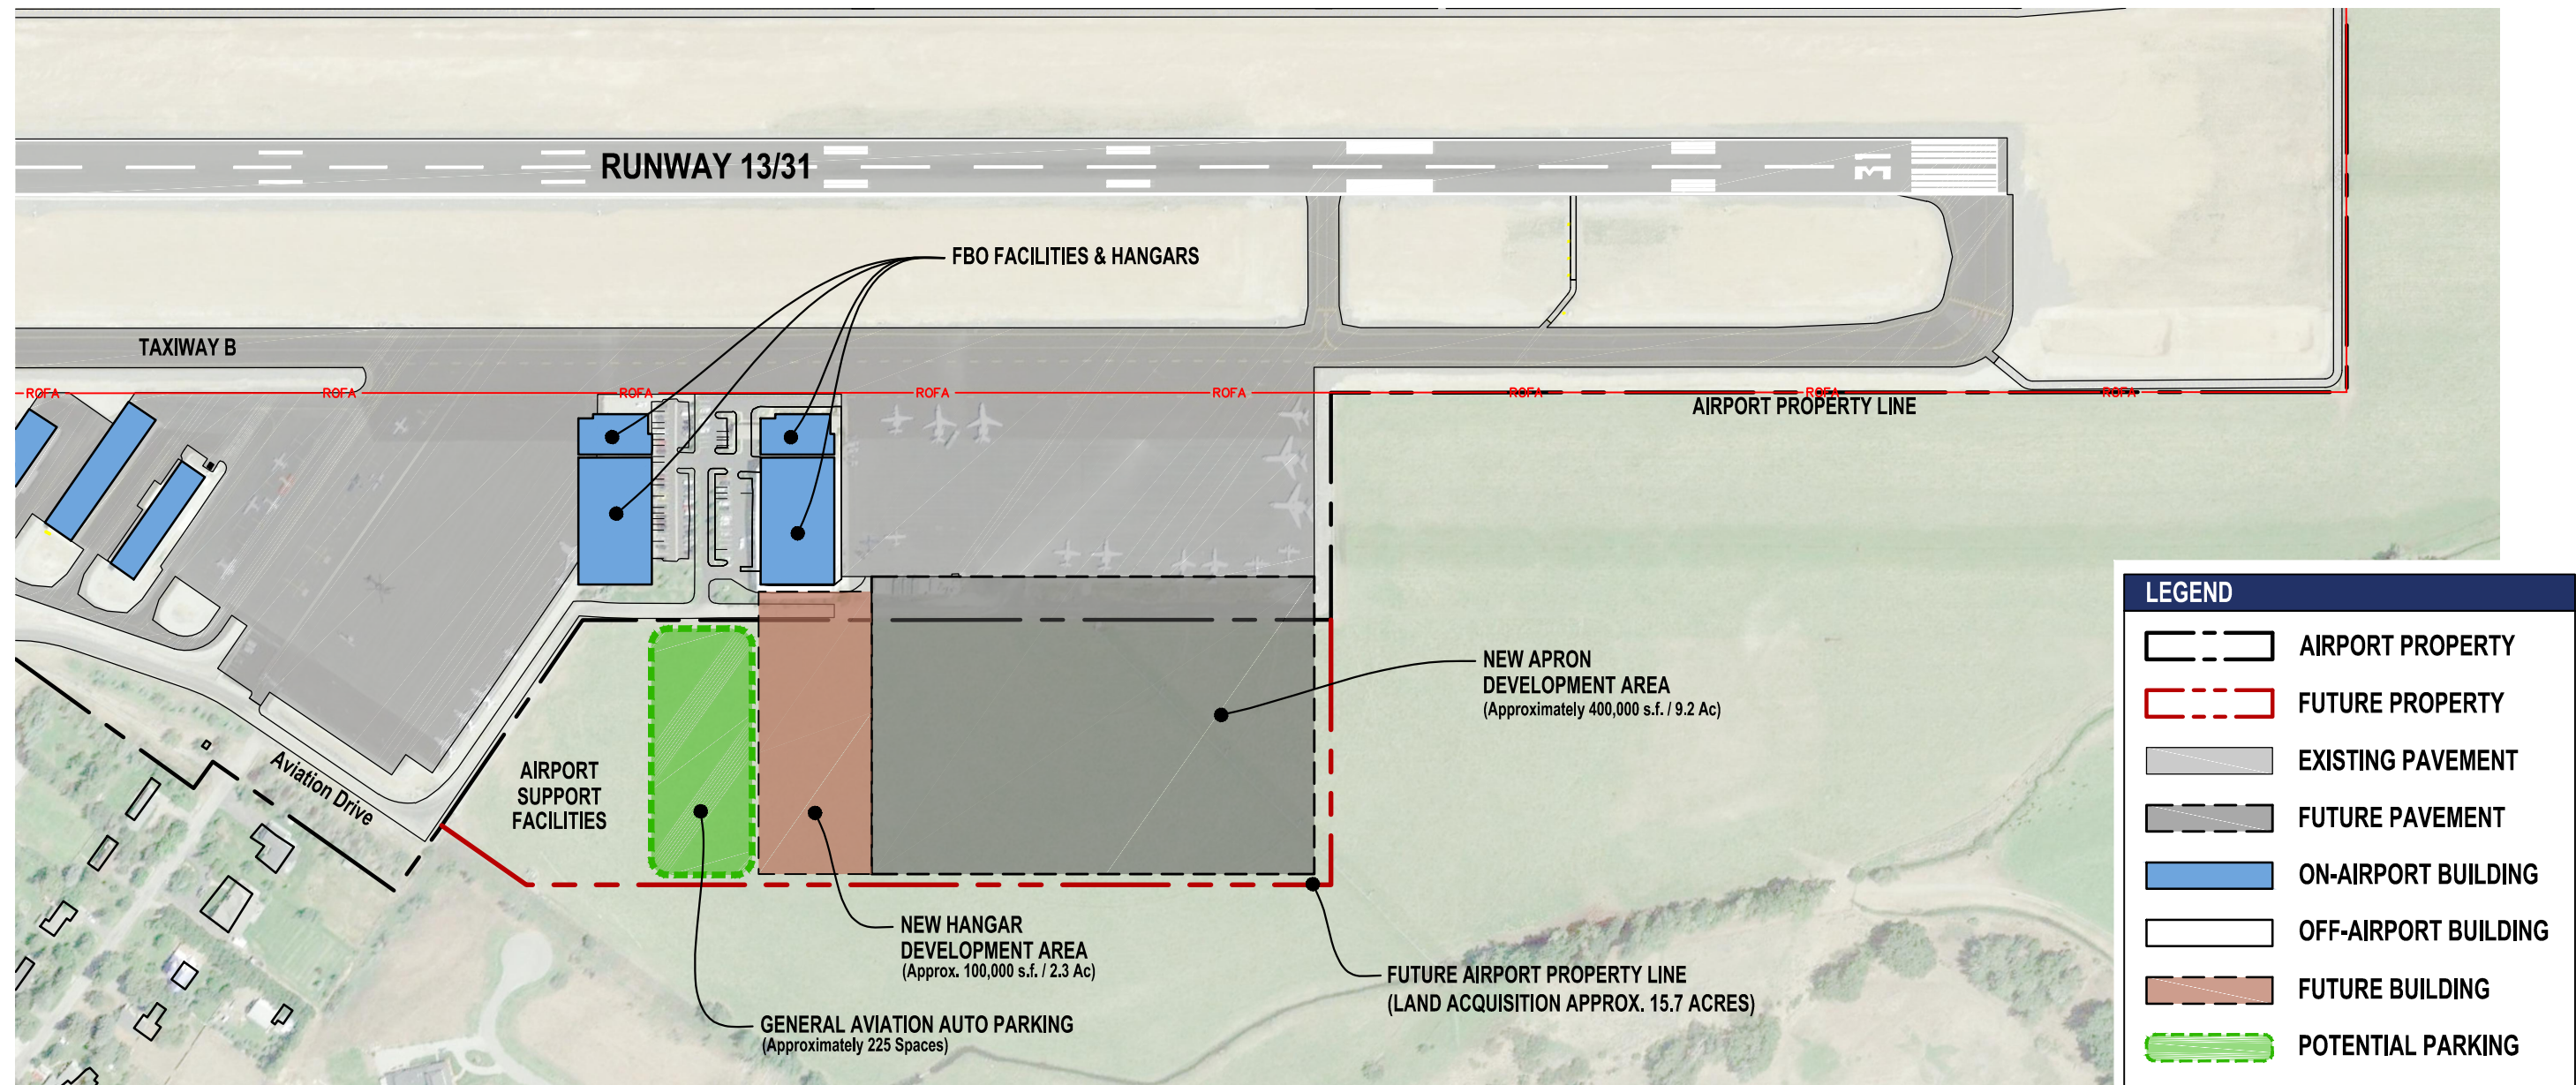 RUNWAY 13/31
31
FBO FACILITIES & HANGARS
TAXIWAY B
ROFA ROFA ROFA ROFA ROFA ROFA ROFA ROFA
AIRPORT PROPERTY LINE
NEW APRON
DEVELOPMENT AREA
(Approximately 400,000 s.f. / 9.2 Ac)
AIRPORT
SUPPORT
FACILITIES
Aviation Drive
NEW HANGAR
DEVELOPMENT AREA
(Approx. 100,000 s.f. / 2.3 Ac)
FUTURE AIRPORT PROPERTY LINE
(LAND ACQUISITION APPROX. 15.7 ACRES)
GENERAL AVIATION AUTO PARKING
(Approximately 225 Spaces)
LEGEND
AIRPORT PROPERTY
FUTURE PROPERTY
EXISTING PAVEMENT
FUTURE PAVEMENT
ON-AIRPORT BUILDING
OFF-AIRPORT BUILDING
FUTURE BUILDING
POTENTIAL PARKING